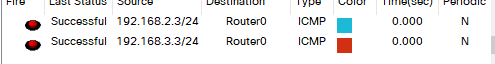 Fire Last Status Source Destination Type Color Time(sec) Periodic
Successful 192.168.2.3/24 Router0 ICMP 0.000 N
Successful 192.168.3.3/24 Router0 ICMP 0.000 N